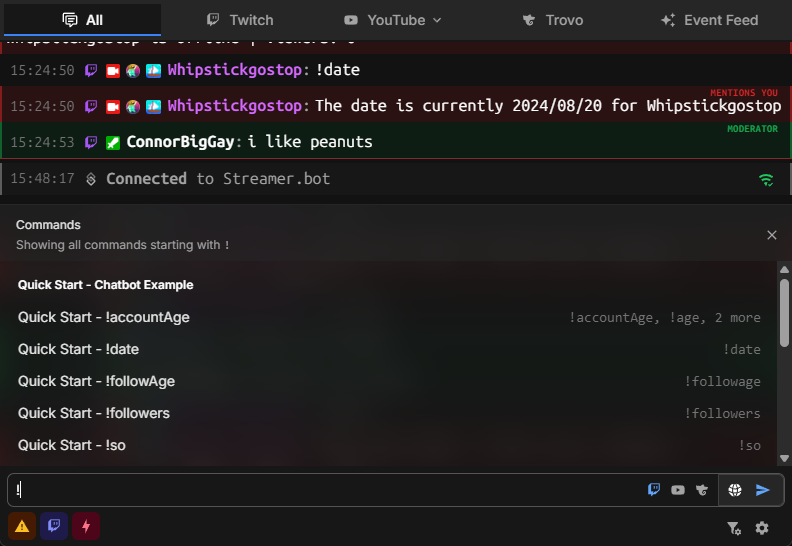 All
Twitch
YouTube
Trovo
Event Feed
15:24:50 Whipstickgostop: !date
MENTIONS YOU
15:24:50 Whipstickgostop: The date is currently 2024/08/20 for Whipstickgostop
MODERATOR
15:24:53 ConnorBigGay: i like peanuts
15:48:17 Connected to Streamer.bot
Commands
Showing all commands starting with !
Quick Start - Chatbot Example
Quick Start - !accountAge !accountAge, !age, 2 more
Quick Start - !date !date
Quick Start - !followAge !followage
Quick Start - !followers !followers
Quick Start - !so !so
!